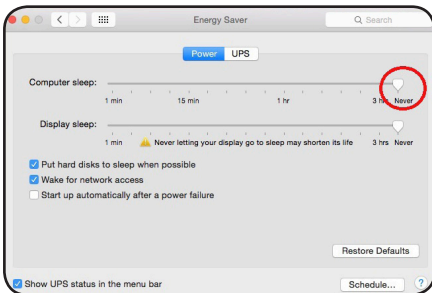 Energy Saver
Search
Power UPS
Computer sleep:
1 min 15 min 1 hr 3 hrs Never
Display sleep:
1 min Never letting your display go to sleep may shorten its life 3 hrs Never
Put hard disks to sleep when possible
Wake for network access
Start up automatically after a power failure
Restore Defaults
Show UPS status in the menu bar Schedule... ?